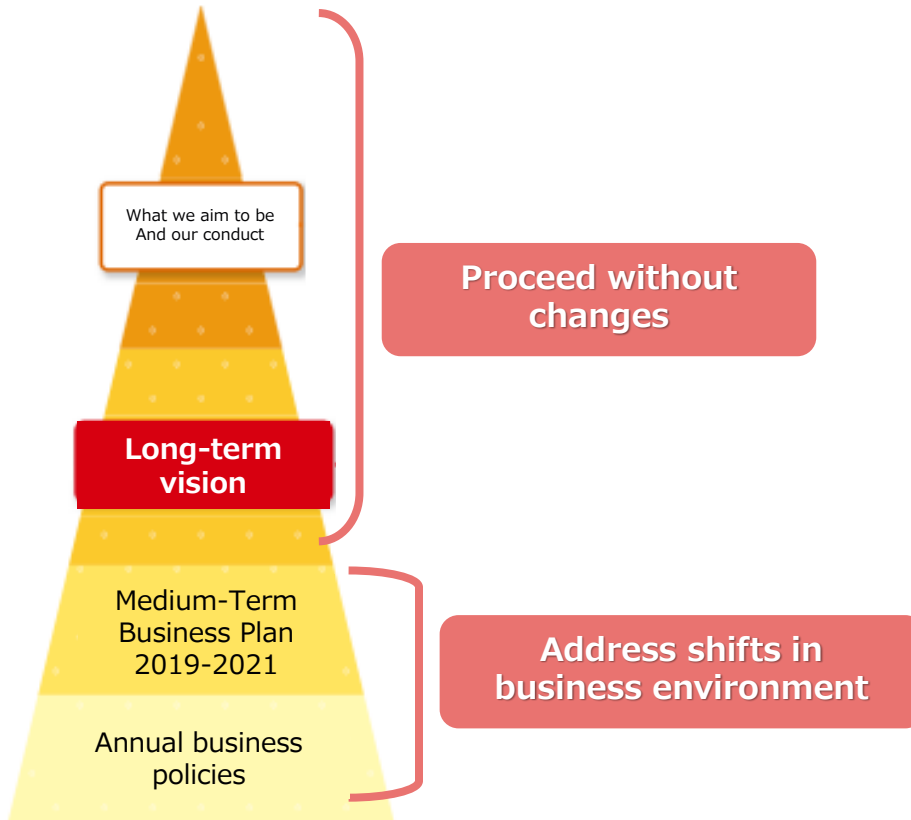 What we aim to be
And our conduct
Proceed without
changes
Long-term
vision
Medium-Term
Business Plan
2019-2021
Address shifts in
business environment
Annual business
policies